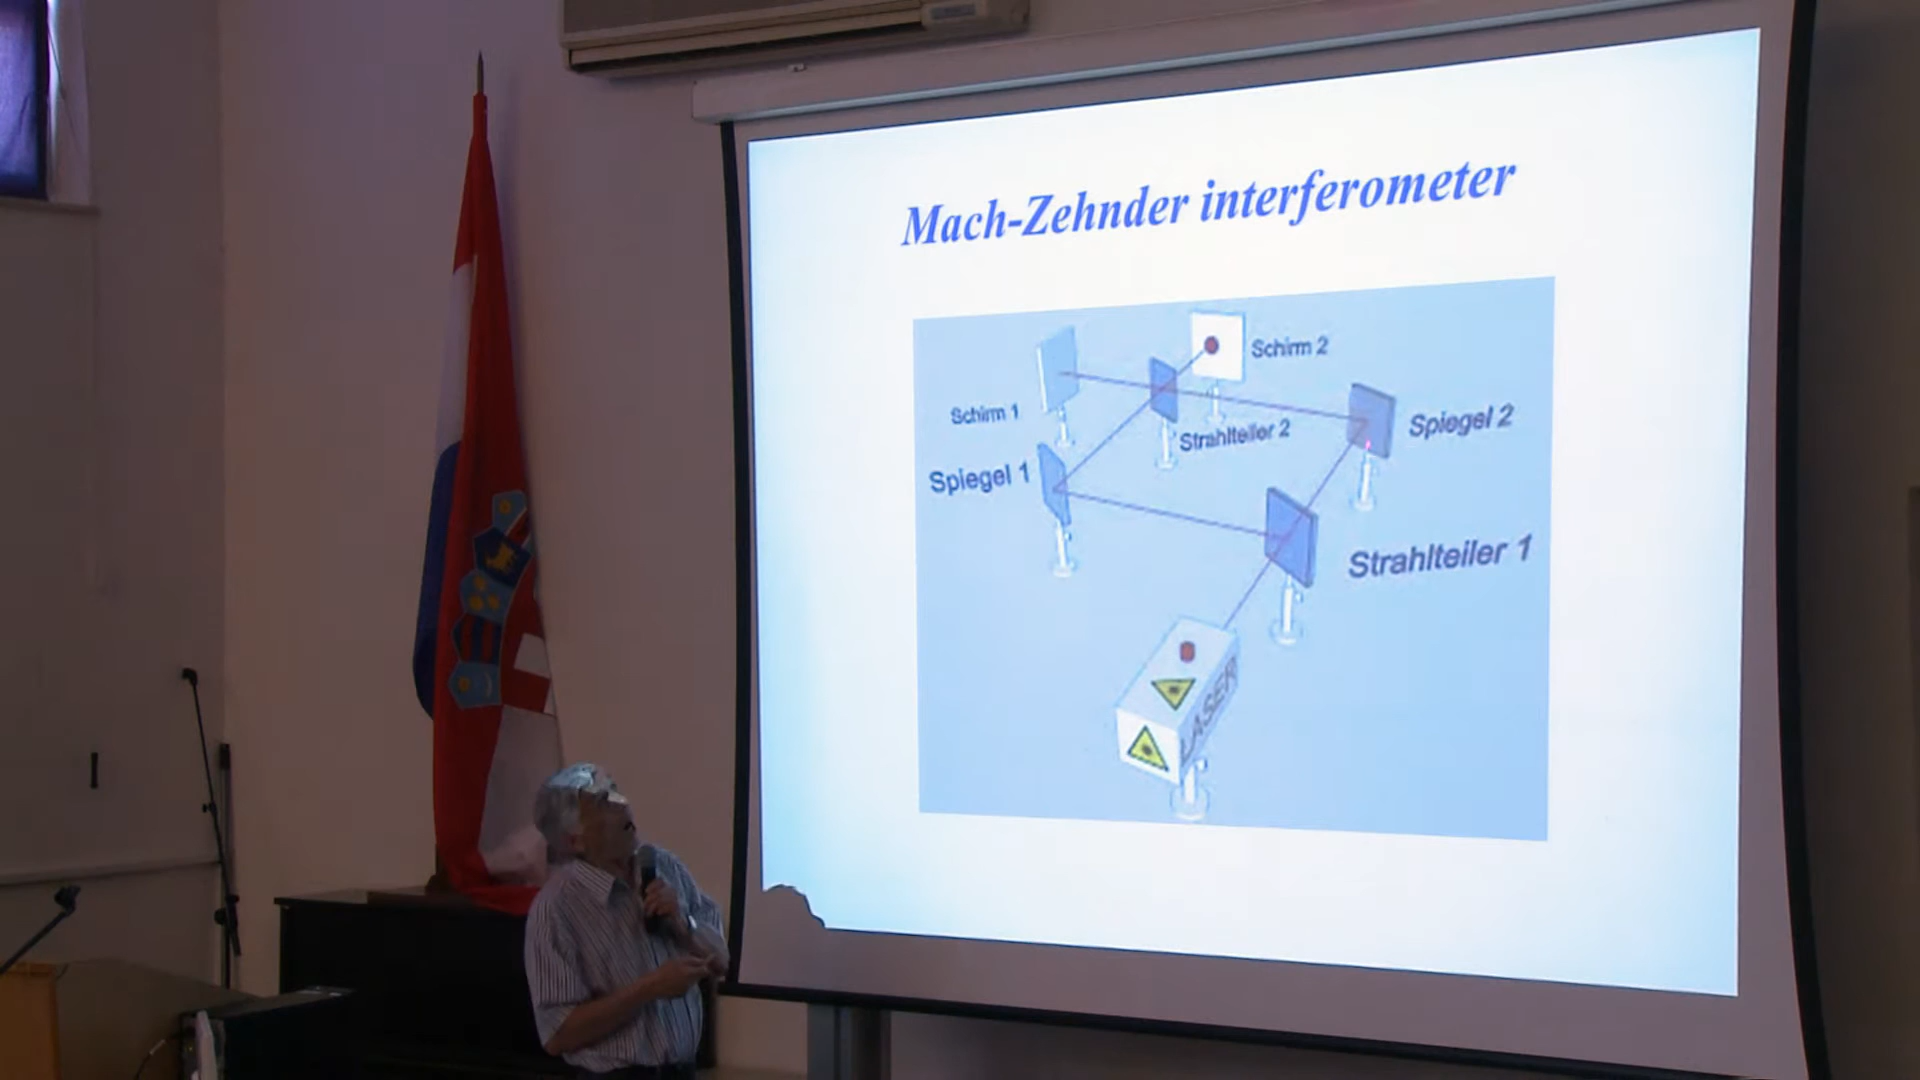 Mach-Zehnder interferometer
Schirm 2
Schirm 1
Spiegel 2
Strahlteiler 2
Spiegel 1
Strahlteiler 1
LASER